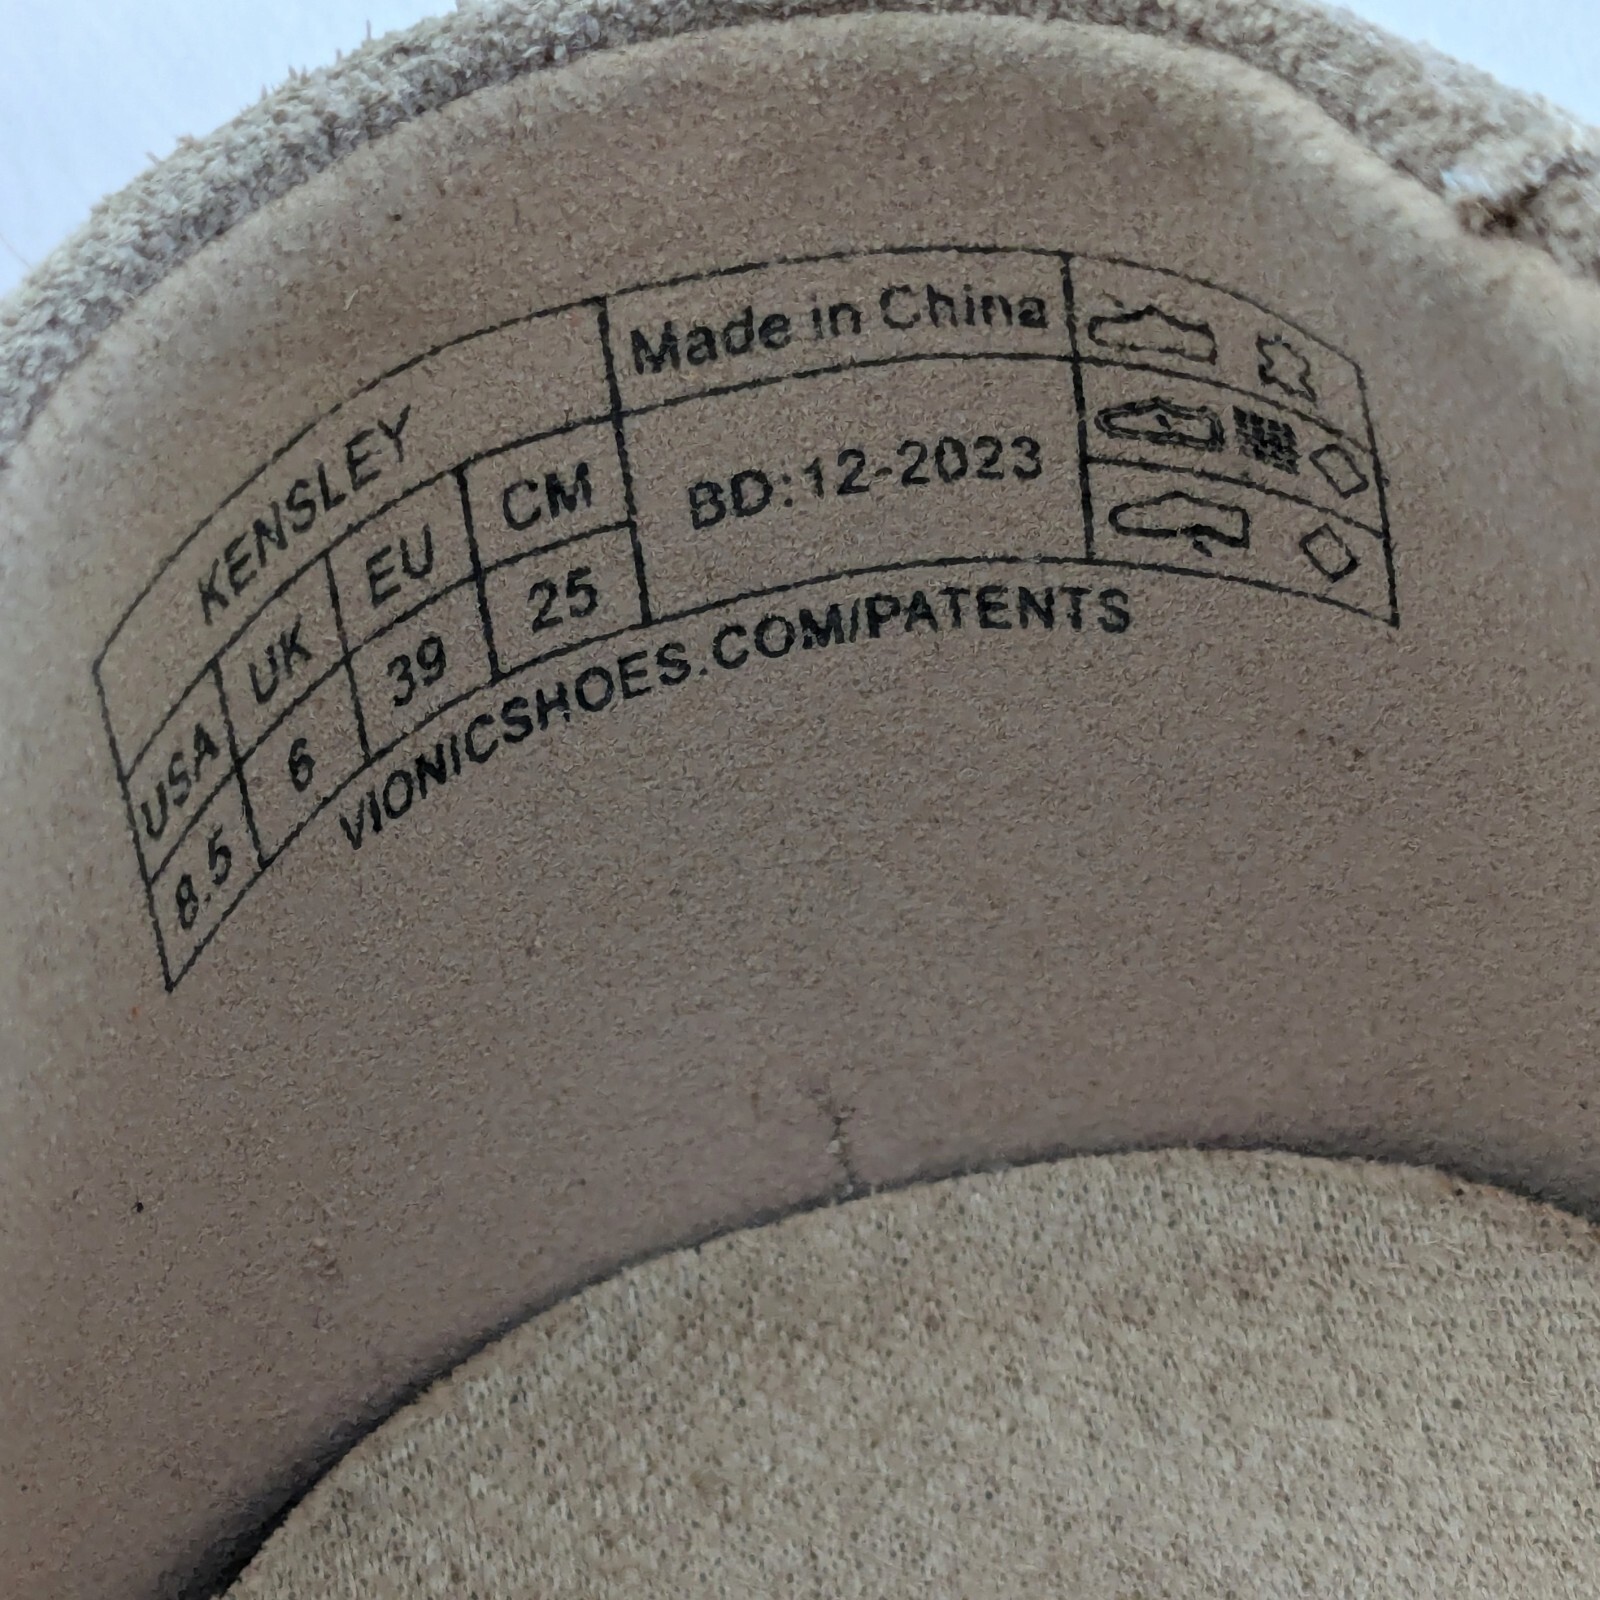 KENSLEY
USA UK EU CM
8.5 6 39 25
Made in China
BD:12-2023
VIONICSHOES.COM/PATENTS